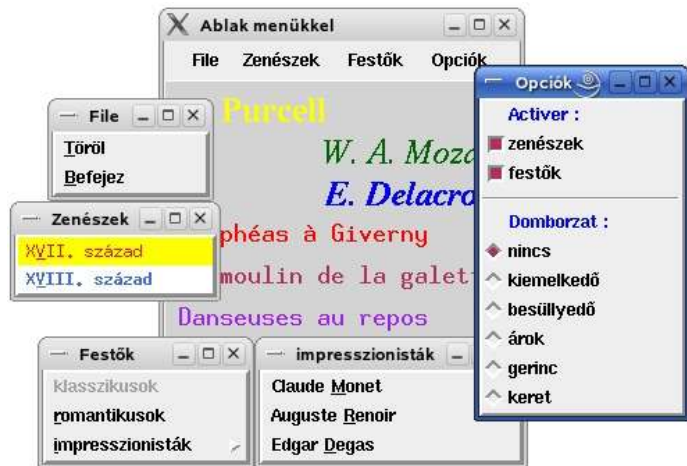 Ablak menükkel
File Zenészek Festők Opciók
Purcell
W. A. Moza
E. Delacro
phéas à Giverny
moulin de la galett
Danseuses au repos
File
Töröl
Befejez
Zenészek
XVII. század
XVIII. század
Festők
klasszikusok
romantikusok
impresszionisták
impresszionisták
Claude Monet
Auguste Renoir
Edgar Degas
Opciók
Activer :
zenészek
festők
Domborzat :
nincs
kiemelkedő
besüllyedő
árok
gerinc
keret